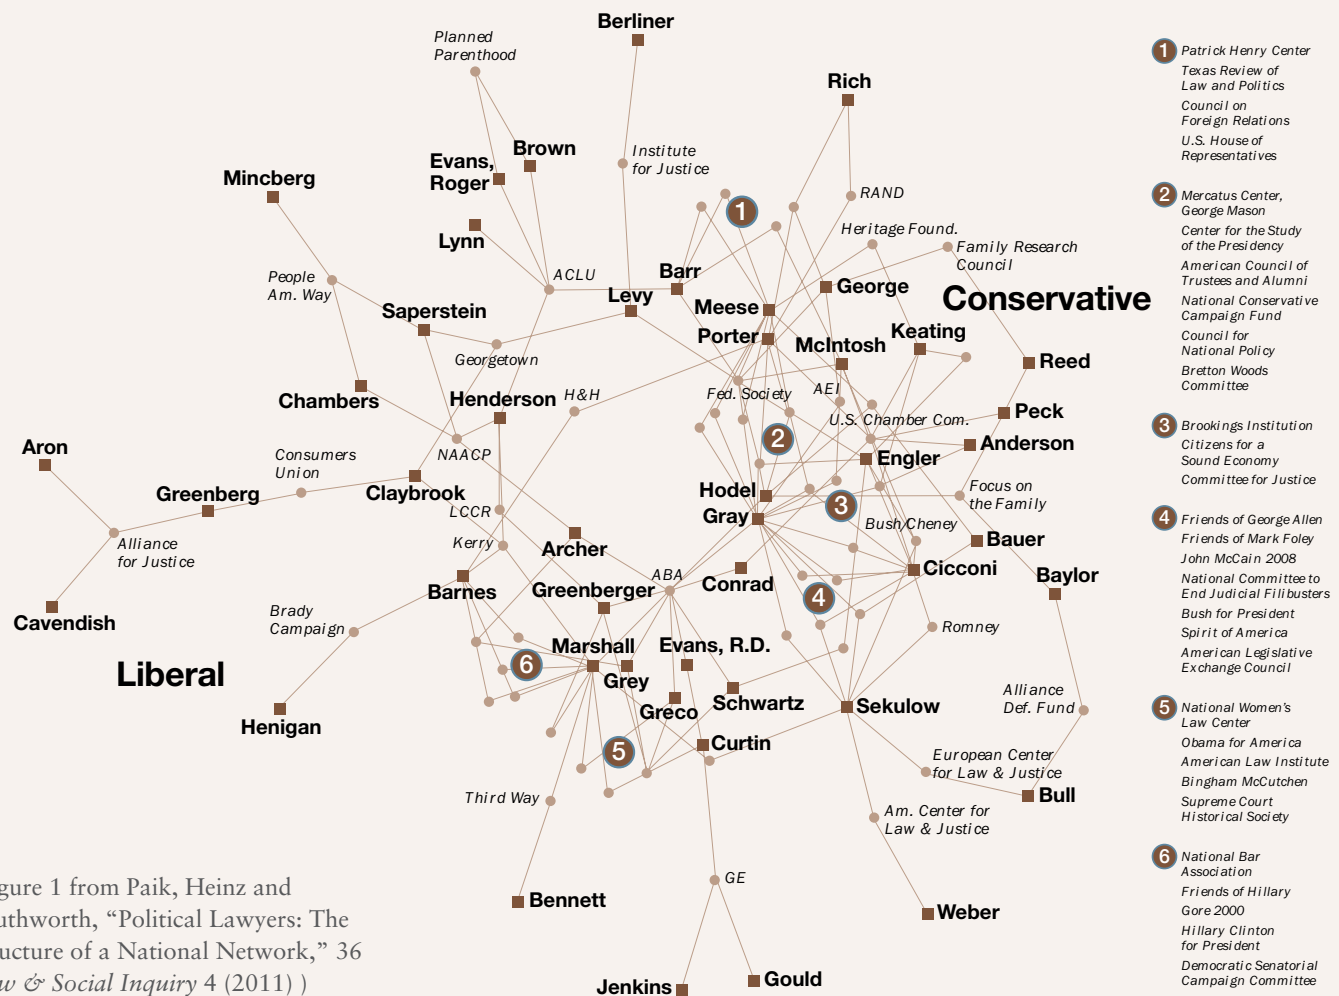 Berliner
Planned
Parenthood
Rich
Brown
Evans,
Roger
Institute
for Justice
Mincberg
RAND
1
Lynn
Heritage Found.
Family Research
Council
People
Am. Way
ACLU
Barr
George
Levy
Conservative
Saperstein
Meese
Porter
McIntosh
Keating
Georgetown
Reed
Chambers
Henderson
H&H
Fed. Society
AEI
U.S. Chamber Com.
Peck
Aron
Consumers
Union
NAACP
2
Anderson
Engler
Greenberg
Claybrook
Hodel
Focus on
the Family
LCCR
Gray
3
Bush/Cheney
Alliance
for Justice
Kerry
Archer
Bauer
Barnes
Greenberger
ABA
Conrad
Cicconi
Baylor
4
Cavendish
Brady
Campaign
Romney
Liberal
Marshall
Evans, R.D.
6
Grey
Schwartz
Sekulow
Alliance
Def. Fund
Henigan
Greco
5
Curtin
European Center
for Law & Justice
Third Way
Bull
Am. Center for
Law & Justice
GE
Bennett
Weber
Jenkins
Gould
1 Patrick Henry Center
Texas Review of
Law and Politics
Council on
Foreign Relations
U.S. House of
Representatives
2 Mercatus Center,
George Mason
Center for the Study
of the Presidency
American Council of
Trustees and Alumni
National Conservative
Campaign Fund
Council for
National Policy
Bretton Woods
Committee
3 Brookings Institution
Citizens for a
Sound Economy
Committee for Justice
4 Friends of George Allen
Friends of Mark Foley
John McCain 2008
National Committee to
End Judicial Filibusters
Bush for President
Spirit of America
American Legislative
Exchange Council
5 National Women's
Law Center
Obama for America
American Law Institute
Bingham McCutchen
Supreme Court
Historical Society
6 National Bar
Association
Friends of Hillary
Gore 2000
Hillary Clinton
for President
Democratic Senatorial
Campaign Committee
gure 1 from Paik, Heinz and
uthworth, “Political Lawyers: The
ucture of a National Network,” 36
w & Social Inquiry 4 (2011) )